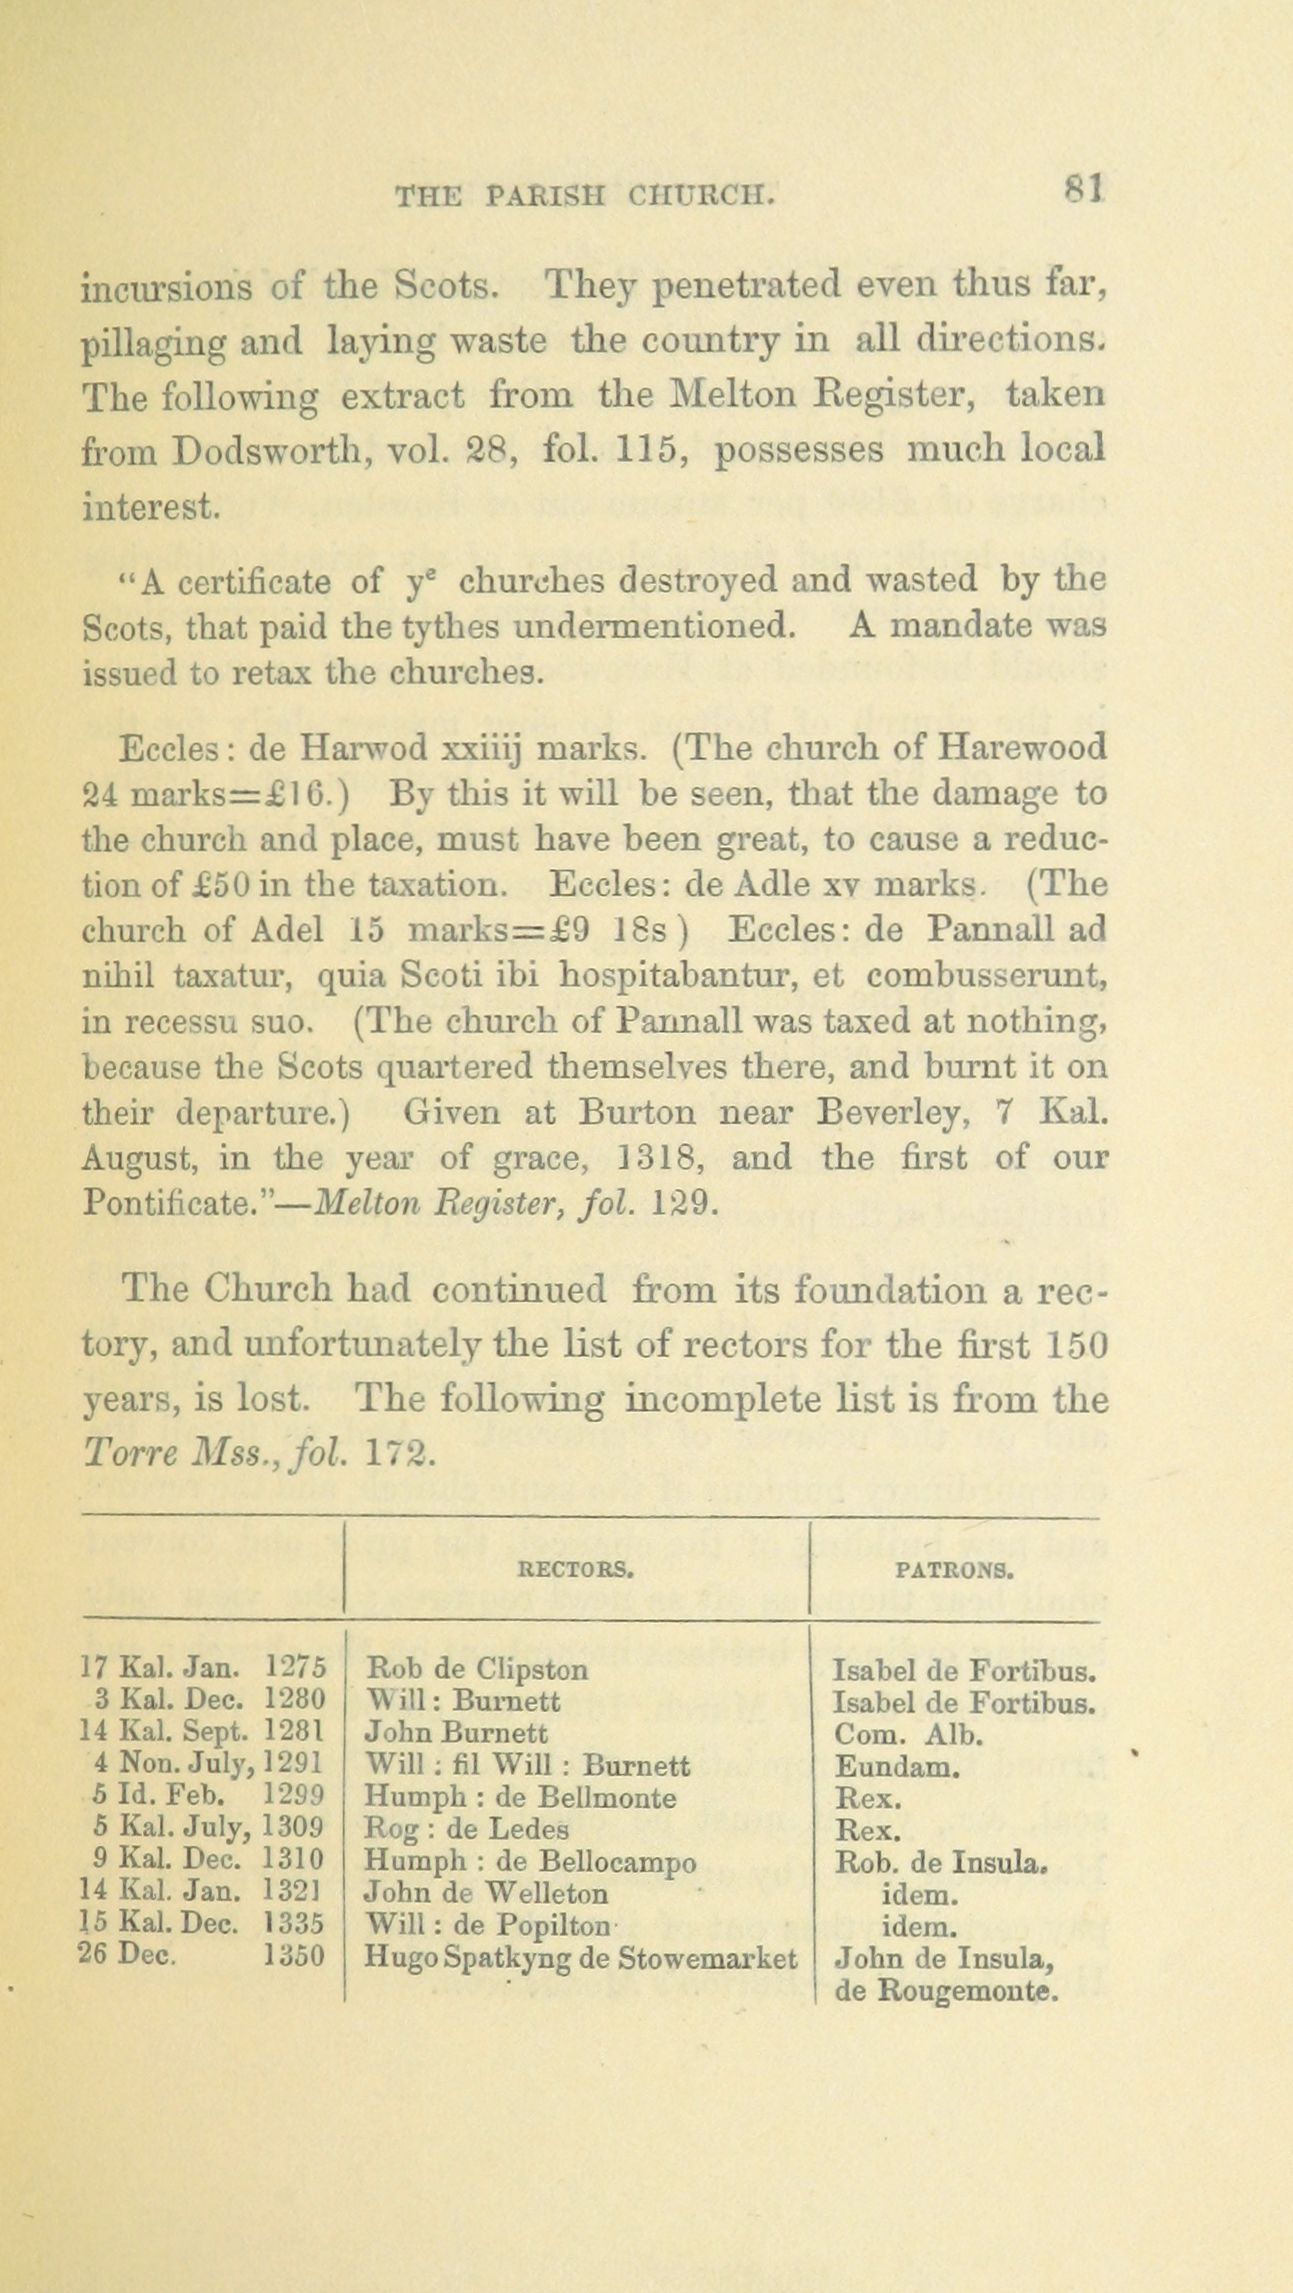 THE PARISH CHURCH. 81
incursions of the Scots. They penetrated even thus far,
pillaging and laying waste the country in all directions.
The following extract from the Melton Register, taken
from Dodsworth, vol. 28, fol. 115, possesses much local
interest.
“A certificate of yᵉ churches destroyed and wasted by the
Scots, that paid the tythes undermentioned. A mandate was
issued to retax the churches.
Eccles: de Harwod xxiiij marks. (The church of Harewood
24 marks=£16.) By this it will be seen, that the damage to
the church and place, must have been great, to cause a reduc-
tion of £50 in the taxation. Eccles: de Adle xv marks. (The
church of Adel 15 marks=£9 18s) Eccles: de Pannall ad
nihil taxatur, quia Scoti ibi hospitabantur, et combusserunt,
in recessu suo. (The church of Pannall was taxed at nothing,
because the Scots quartered themselves there, and burnt it on
their departure.) Given at Burton near Beverley, 7 Kal.
August, in the year of grace, 1318, and the first of our
Pontificate.”—Melton Register, fol. 129.
The Church had continued from its foundation a rec-
tory, and unfortunately the list of rectors for the first 150
years, is lost. The following incomplete list is from the
Torre Mss., fol. 172.
RECTORS. PATRONS.
17 Kal. Jan. 1275 Rob de Clipston Isabel de Fortibus.
3 Kal. Dec. 1280 Will: Burnett Isabel de Fortibus.
14 Kal. Sept. 1281 John Burnett Com. Alb.
4 Non. July, 1291 Will: fil Will: Burnett Eundam.
5 Id. Feb. 1299 Humph: de Bellmonte Rex.
5 Kal. July, 1309 Rog: de Ledes Rex.
9 Kal. Dec. 1310 Humph: de Bellocampo Rob. de Insula.
14 Kal. Jan. 1321 John de Welleton idem.
15 Kal. Dec. 1335 Will: de Popilton idem.
26 Dec. 1350 Hugo Spatkyng de Stowemarket John de Insula,
de Rougemonte.